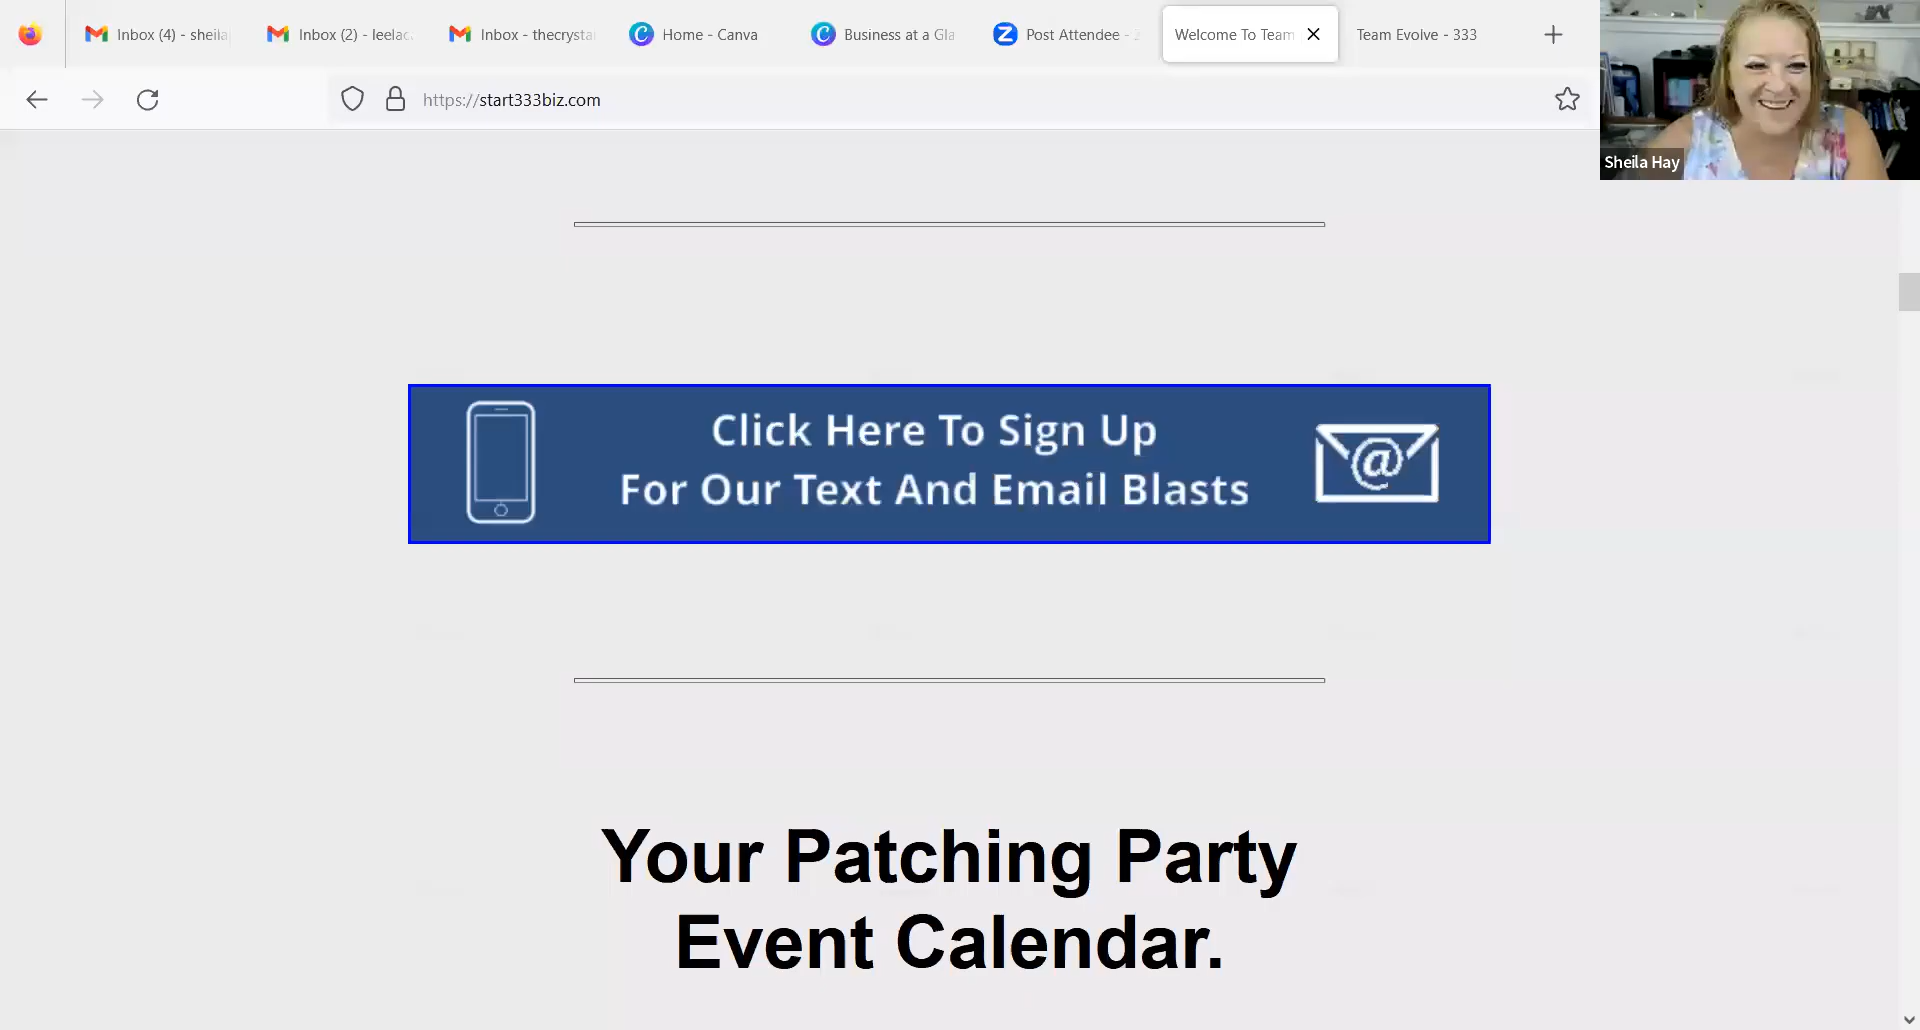 Inbox (4) - sheila
Inbox (2) - leelac
Inbox - thecrystal
Home - Canva
Business at a Gla
Post Attendee - z
Welcome To Team
Team Evolve - 333
https://start333biz.com
Sheila Hay
Click Here To Sign Up
For Our Text And Email Blasts
Your Patching Party
Event Calendar.